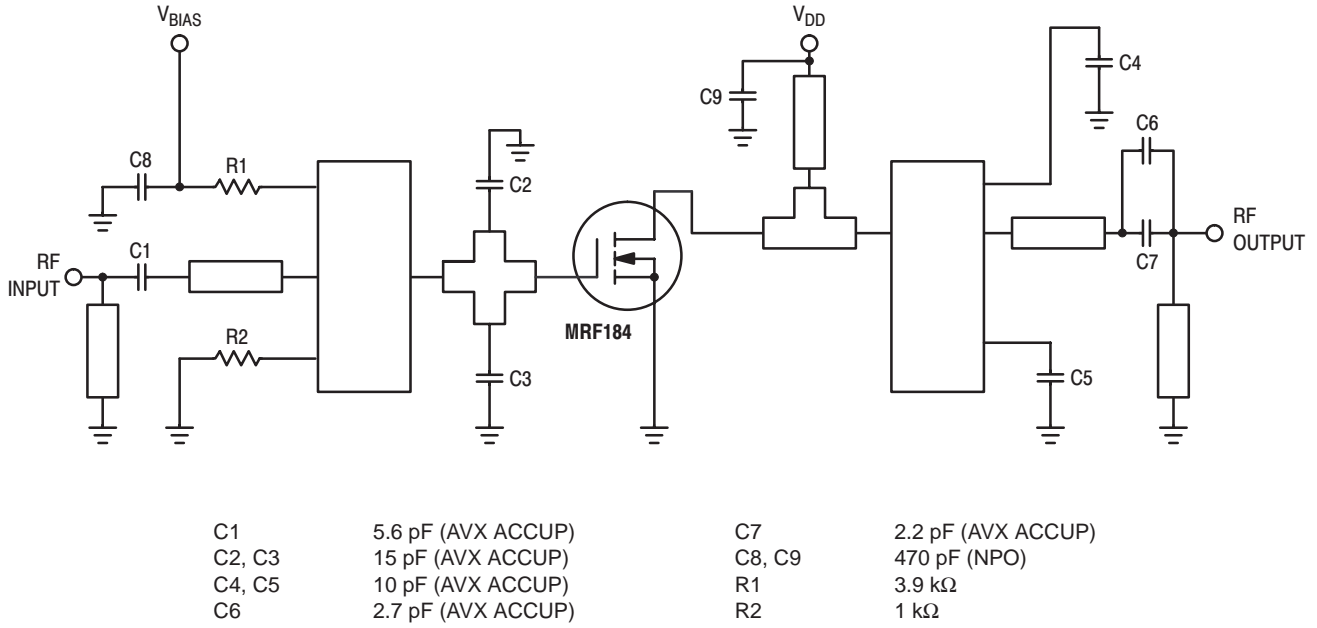 V_BIAS
V_DD
C9
C4
C6
C8
R1
C2
RF
INPUT
C1
RF
OUTPUT
C7
MRF184
R2
C3
C5
C1 5.6 pF (AVX ACCUP) C7 2.2 pF (AVX ACCUP)
C2, C3 15 pF (AVX ACCUP) C8, C9 470 pF (NPO)
C4, C5 10 pF (AVX ACCUP) R1 3.9 kΩ
C6 2.7 pF (AVX ACCUP) R2 1 kΩ